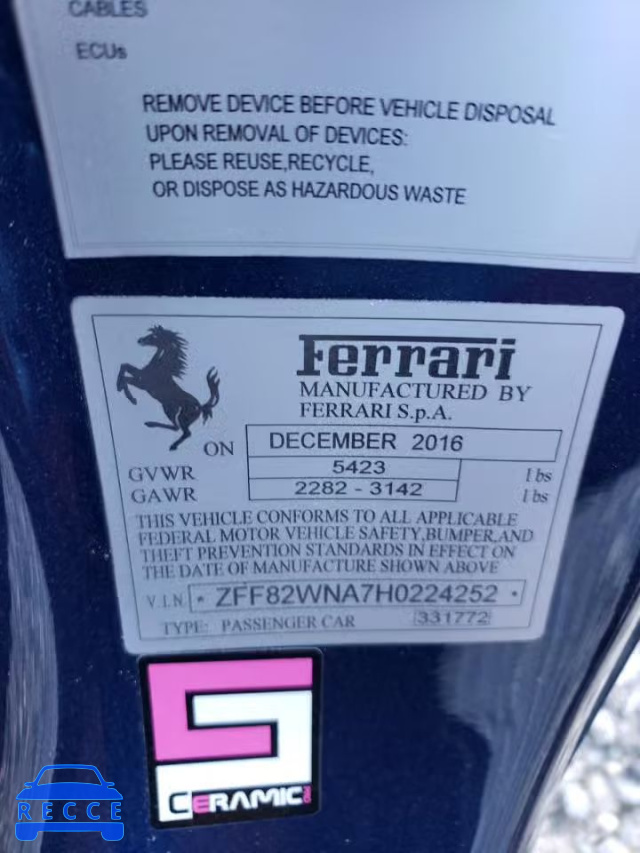 CABLES
ECUs
REMOVE DEVICE BEFORE VEHICLE DISPOSAL
UPON REMOVAL OF DEVICES:
PLEASE REUSE,RECYCLE,
OR DISPOSE AS HAZARDOUS WASTE
Ferrari
MANUFACTURED BY
FERRARI S.p.A.
ON DECEMBER 2016
GVWR 5423 lbs
GAWR 2282 - 3142 lbs
THIS VEHICLE CONFORMS TO ALL APPLICABLE
FEDERAL MOTOR VEHICLE SAFETY,BUMPER,AND
THEFT PREVENTION STANDARDS IN EFFECT ON
THE DATE OF MANUFACTURE SHOWN ABOVE
V.I.N. * ZFF82WNA7H0224252 *
TYPE: PASSENGER CAR 331772
5
CERAMIC PRO
RECCE